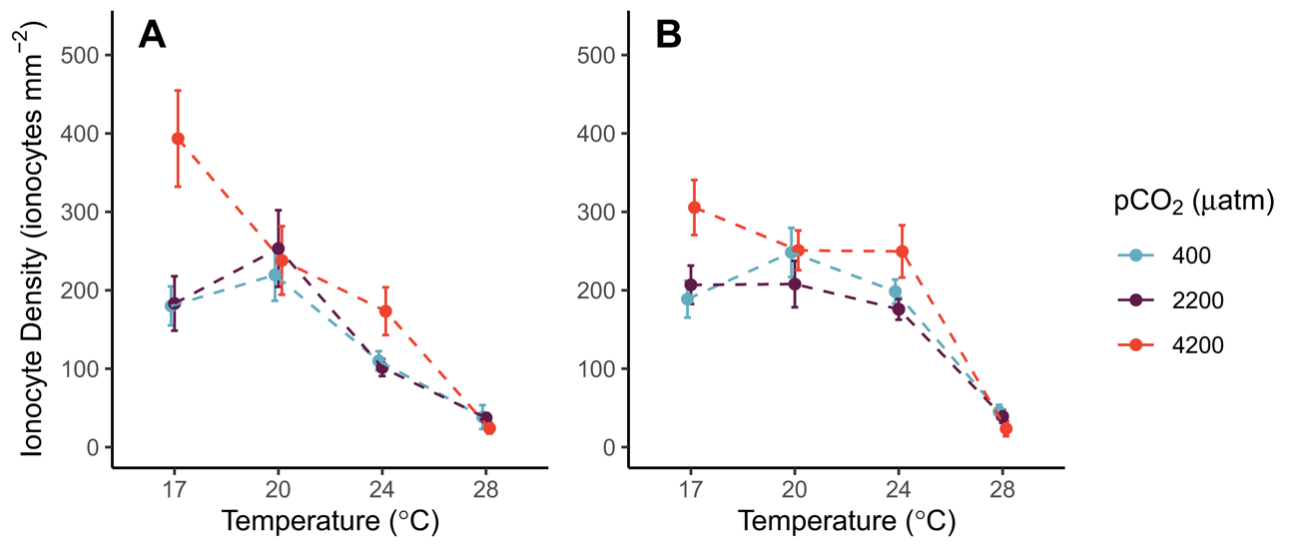 A
B
Ionocyte Density (ionocytes mm⁻²)
500
400
300
200
100
0
17 20 24 28
Temperature (°C)
500
400
300
200
100
0
17 20 24 28
Temperature (°C)
pCO₂ (μatm)
400
2200
4200